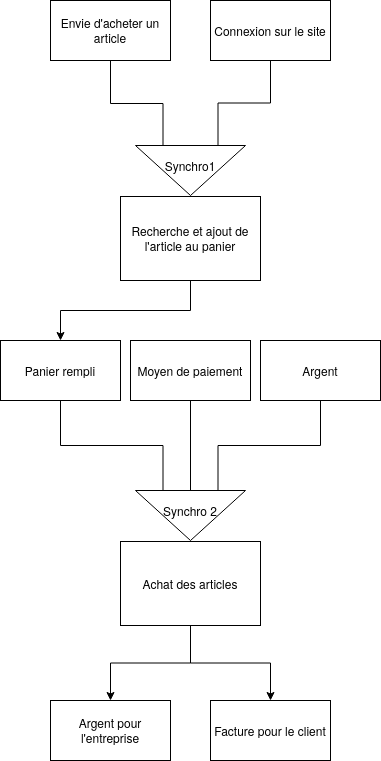 Envie d'acheter un
article
Connexion sur le site
Synchro1
Recherche et ajout de
l'article au panier
Panier rempli
Moyen de paiement
Argent
Synchro 2
Achat des articles
Argent pour
l'entreprise
Facture pour le client